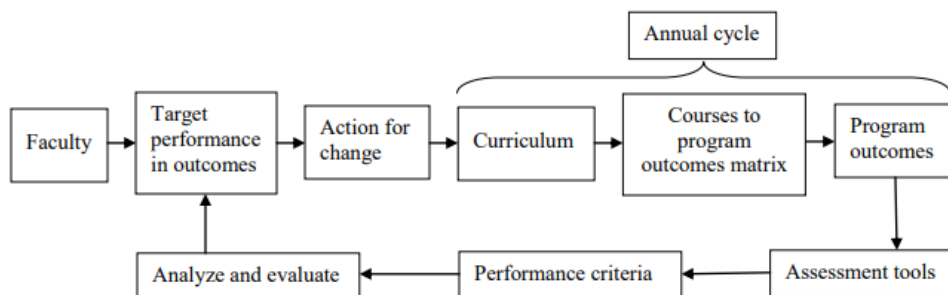 Annual cycle
Faculty
Target
performance
in outcomes
Action for
change
Curriculum
Courses to
program
outcomes matrix
Program
outcomes
Analyze and evaluate
Performance criteria
Assessment tools